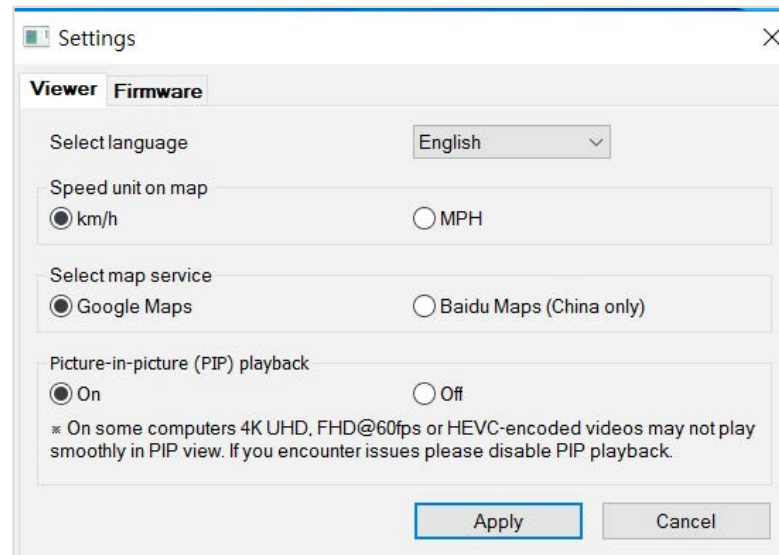 Settings
Viewer Firmware
Select language English
Speed unit on map
km/h MPH
Select map service
Google Maps Baidu Maps (China only)
Picture-in-picture (PIP) playback
On Off
※ On some computers 4K UHD, FHD@60fps or HEVC-encoded videos may not play
smoothly in PIP view. If you encounter issues please disable PIP playback.
Apply Cancel